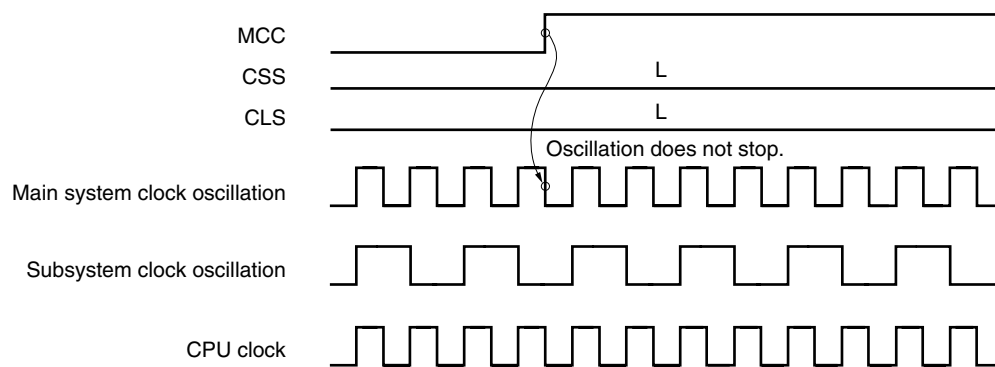 MCC
CSS L
CLS L
Oscillation does not stop.
Main system clock oscillation
Subsystem clock oscillation
CPU clock